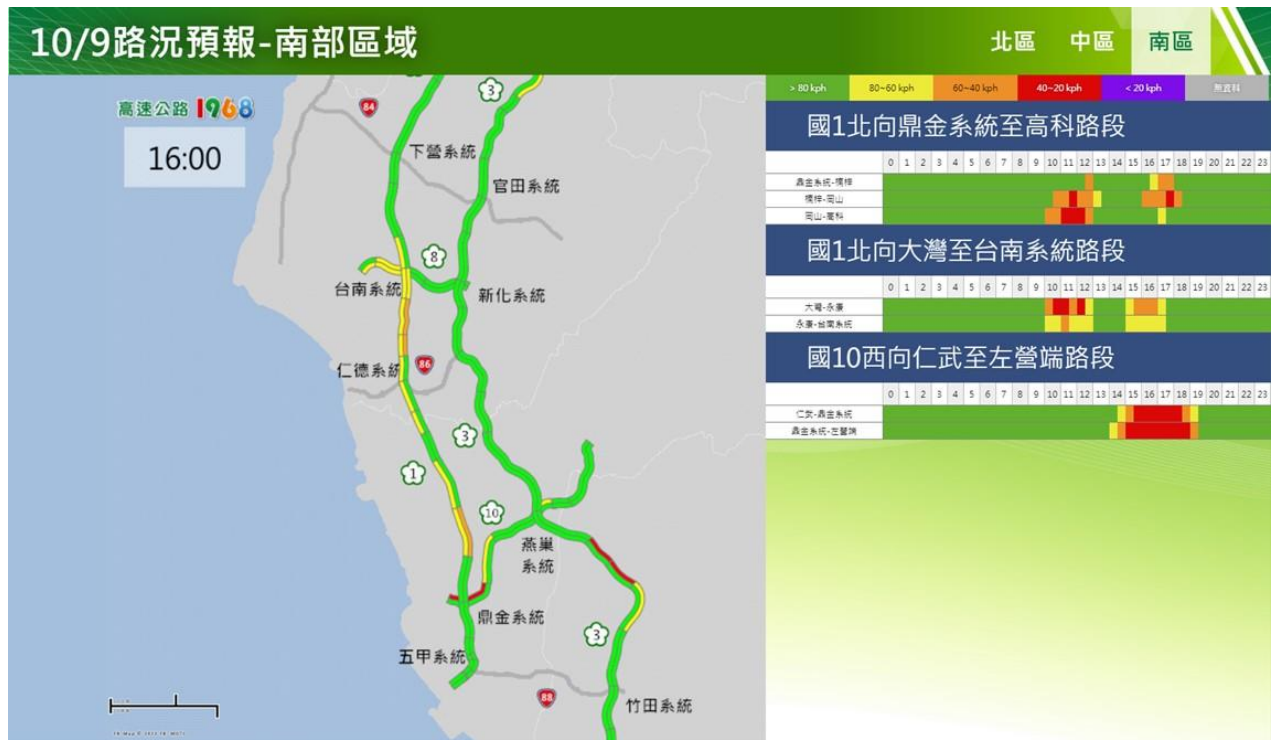 10/9路況預報-南部區域
北區 中區 南區
高速公路1968
16:00
84
3
下營系統
官田系統
8
台南系統
新化系統
仁德系統
86
3
1
10
燕巢
系統
鼎金系統
3
五甲系統
88
竹田系統
> 80 kph 80~60 kph 60~40 kph 40~20 kph < 20 kph 無資料
國1北向鼎金系統至高科路段
0 1 2 3 4 5 6 7 8 9 10 11 12 13 14 15 16 17 18 19 20 21 22 23
鼎金系統-楠梓
楠梓-岡山
岡山-高科
國1北向大灣至台南系統路段
0 1 2 3 4 5 6 7 8 9 10 11 12 13 14 15 16 17 18 19 20 21 22 23
大灣-永康
永康-台南系統
國10西向仁武至左營端路段
0 1 2 3 4 5 6 7 8 9 10 11 12 13 14 15 16 17 18 19 20 21 22 23
仁武-鼎金系統
鼎金系統-左營端